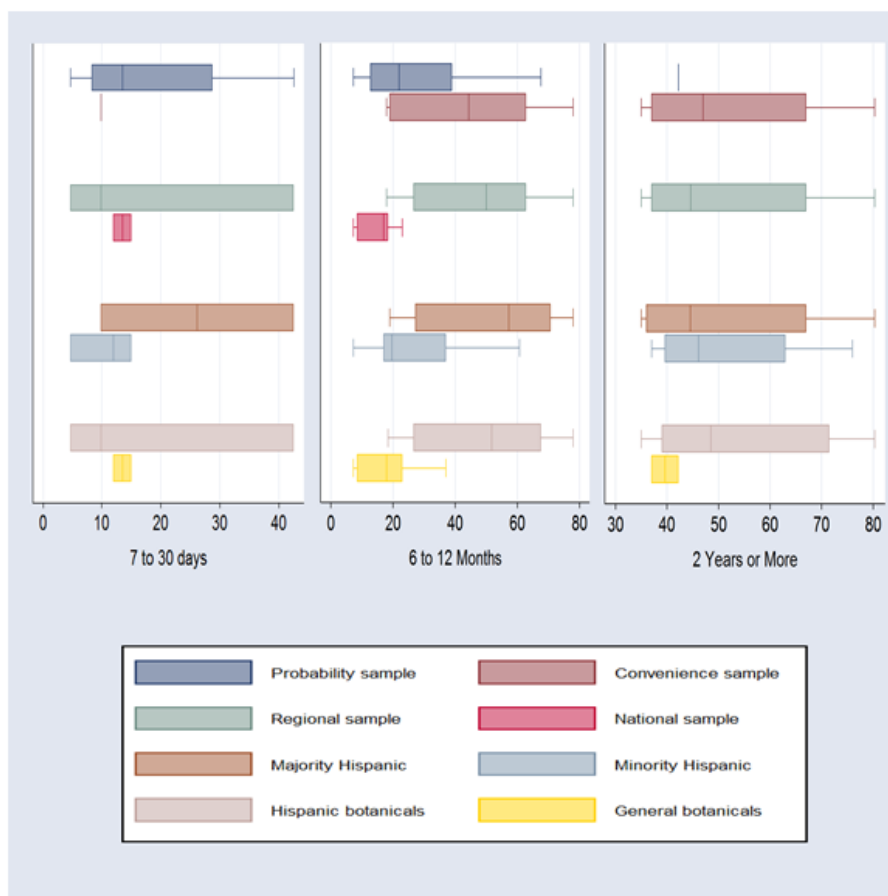 0 10 20 30 40
7 to 30 days
0 20 40 60 80
6 to 12 Months
30 40 50 60 70 80
2 Years or More
Probability sample
Convenience sample
Regional sample
National sample
Majority Hispanic
Minority Hispanic
Hispanic botanicals
General botanicals